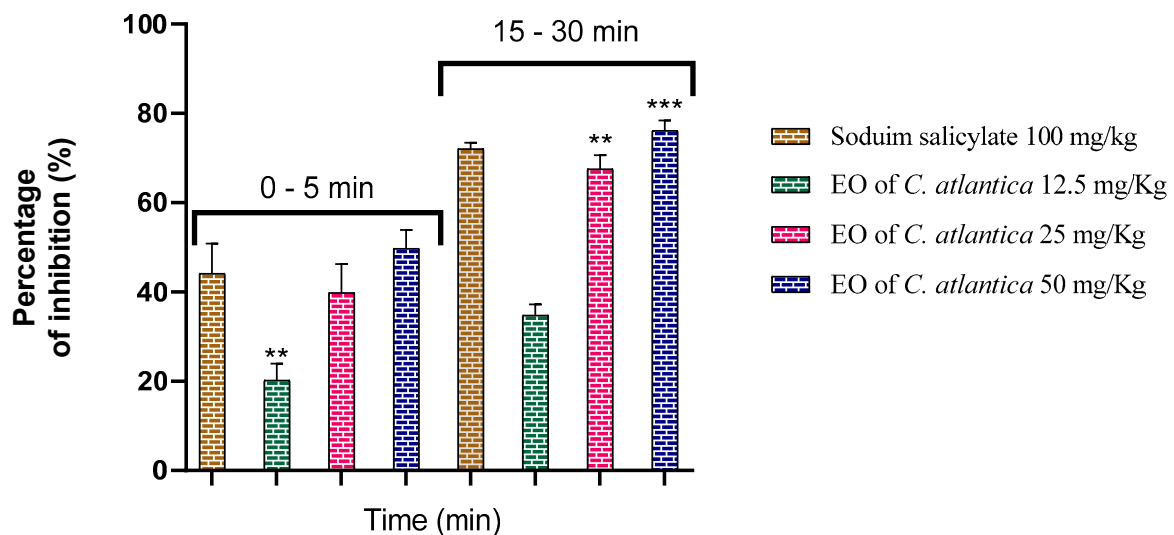 100
80
60
40
20
0
Percentage
of inhibition (%)
0 - 5 min
15 - 30 min
**
**
***
Time (min)
Soduim salicylate 100 mg/kg
EO of C. atlantica 12.5 mg/Kg
EO of C. atlantica 25 mg/Kg
EO of C. atlantica 50 mg/Kg